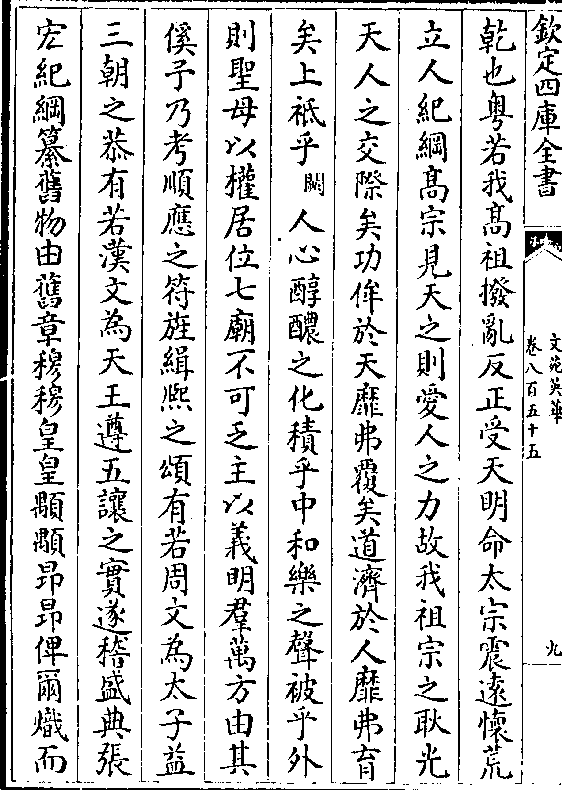 欽定四庫全書
文苑英華
卷八百五十五
九
乾也粤若我髙祖撥亂反正受天明命太宗震逺懷荒
立人紀綱髙宗見天之則愛人之力故我祖宗之耿光
天人之交際矣功侔於天靡弗覆矣道濟於人靡弗育
矣上祇乎闕人心醇醲之化積乎中和樂之聲被乎外
則聖母以權居位七廟不可乏主以義明羣萬方由其
傒予乃考順應之符旌緝熈之頌有若周文為太子益
三朝之恭有若漢文為天王遵五讓之實遂稽盛典張
宏紀綱纂舊物由舊章穆穆皇皇顒顒昂昂俾爾熾而